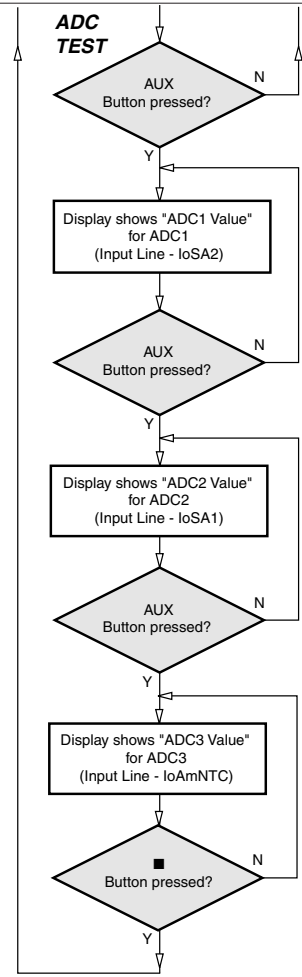 ADC
TEST
AUX
Button pressed?
N
Y
Display shows "ADC1 Value"
for ADC1
(Input Line - IoSA2)
AUX
Button pressed?
N
Y
Display shows "ADC2 Value"
for ADC2
(Input Line - IoSA1)
AUX
Button pressed?
N
Y
Display shows "ADC3 Value"
for ADC3
(Input Line - IoAmNTC)
■
Button pressed?
N
Y